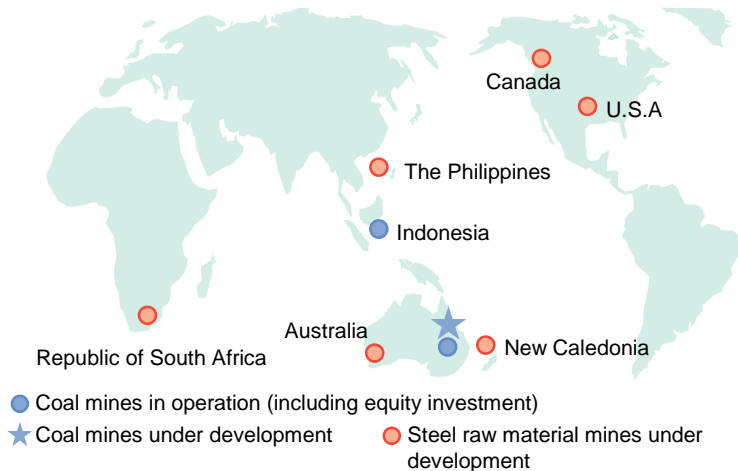 Canada
U.S.A
The Philippines
Indonesia
Australia
New Caledonia
Republic of South Africa
Coal mines in operation (including equity investment)
Coal mines under development
Steel raw material mines under
development